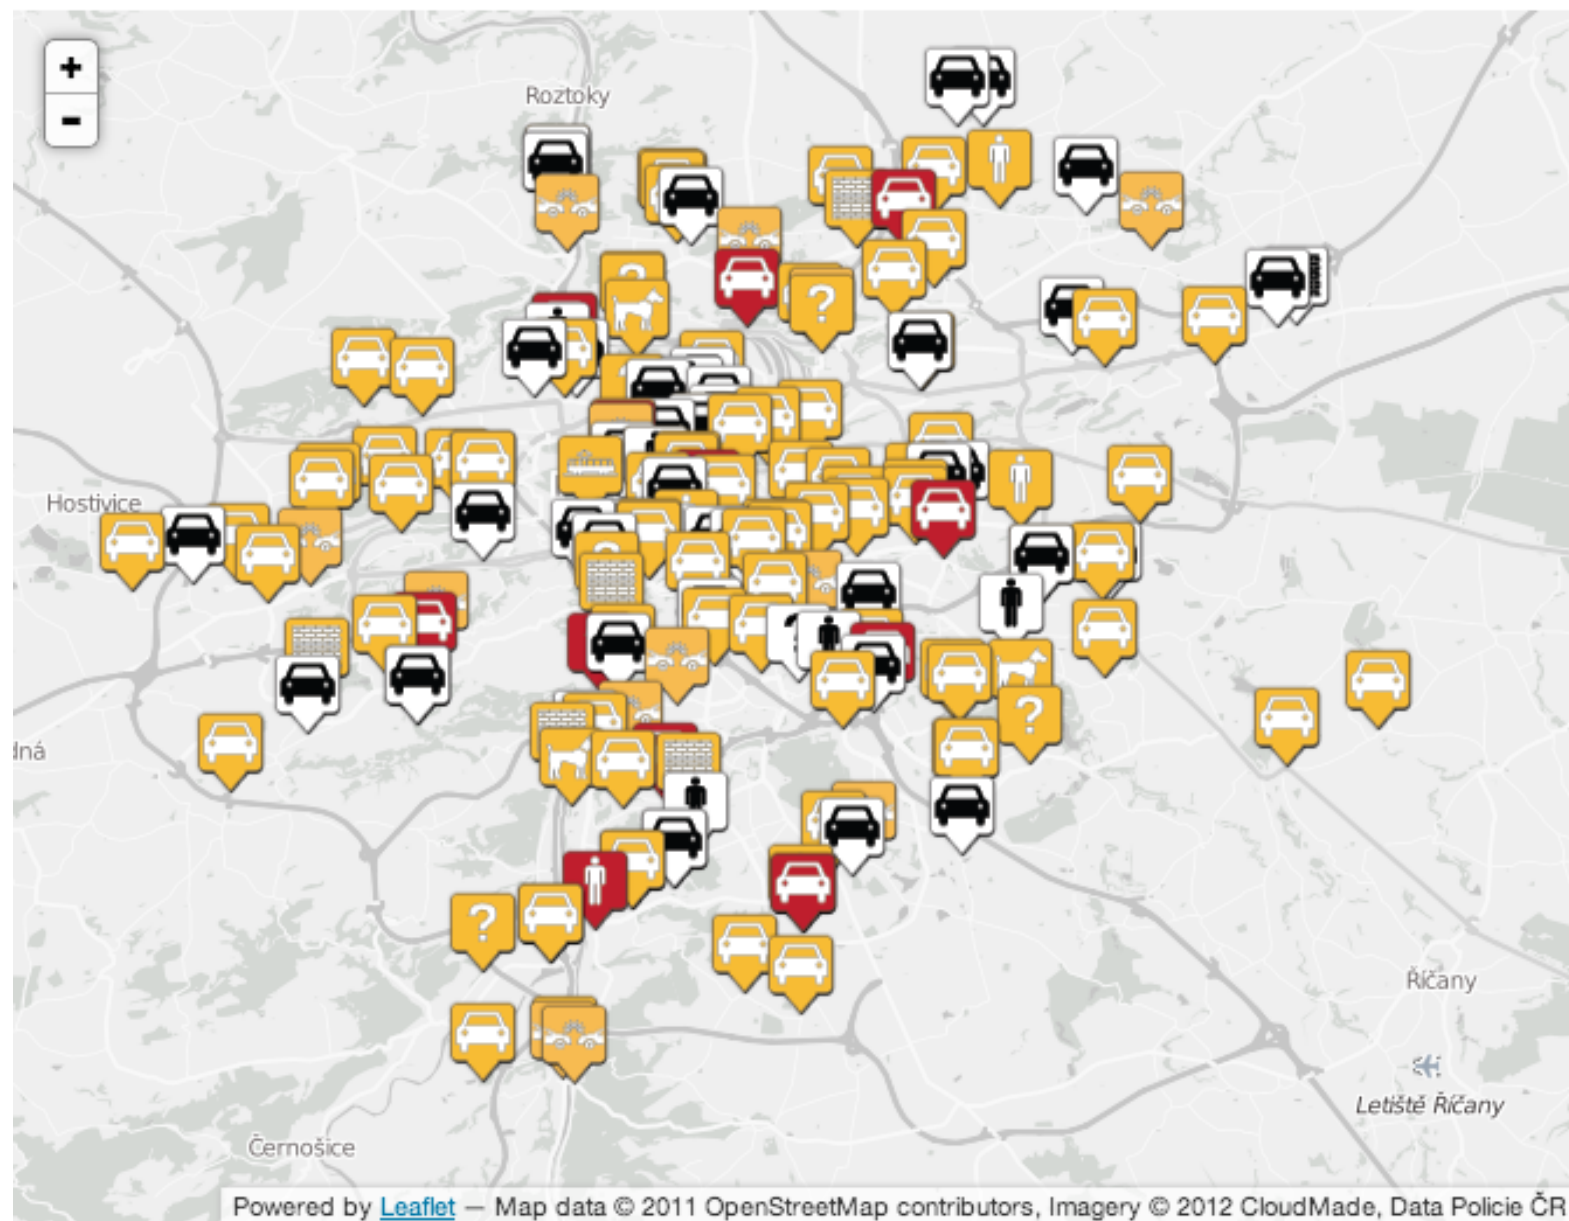 +
-
Roztoky
Hostivice
dná
Říčany
Letiště Říčany
Černošice
Powered by Leaflet — Map data © 2011 OpenStreetMap contributors, Imagery © 2012 CloudMade, Data Policie ČR